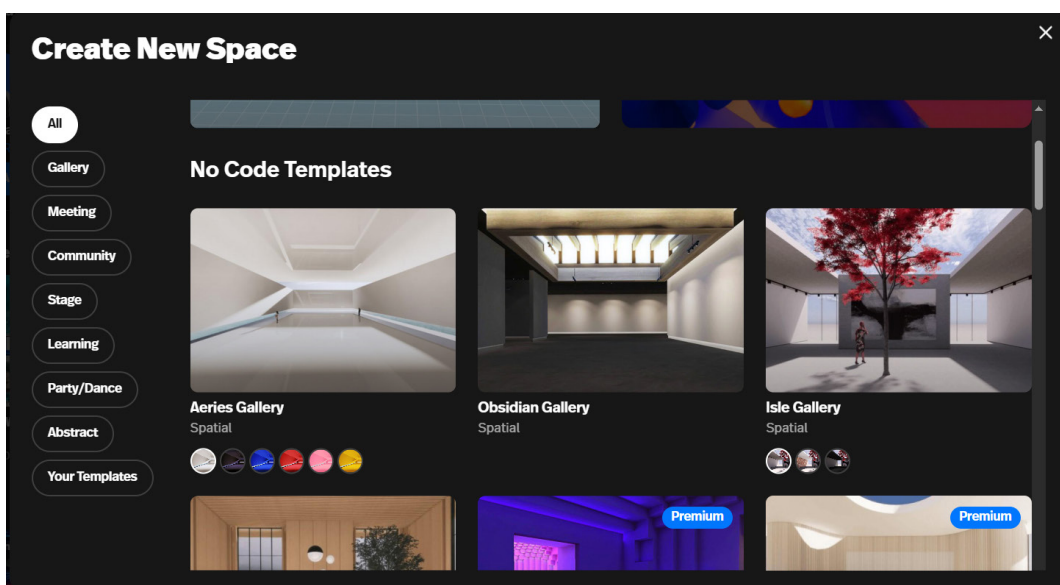 Create New Space
All
Gallery
Meeting
Community
Stage
Learning
Party/Dance
Abstract
Your Templates
No Code Templates
Aeries Gallery
Spatial
Obsidian Gallery
Spatial
Isle Gallery
Spatial
Premium
Premium